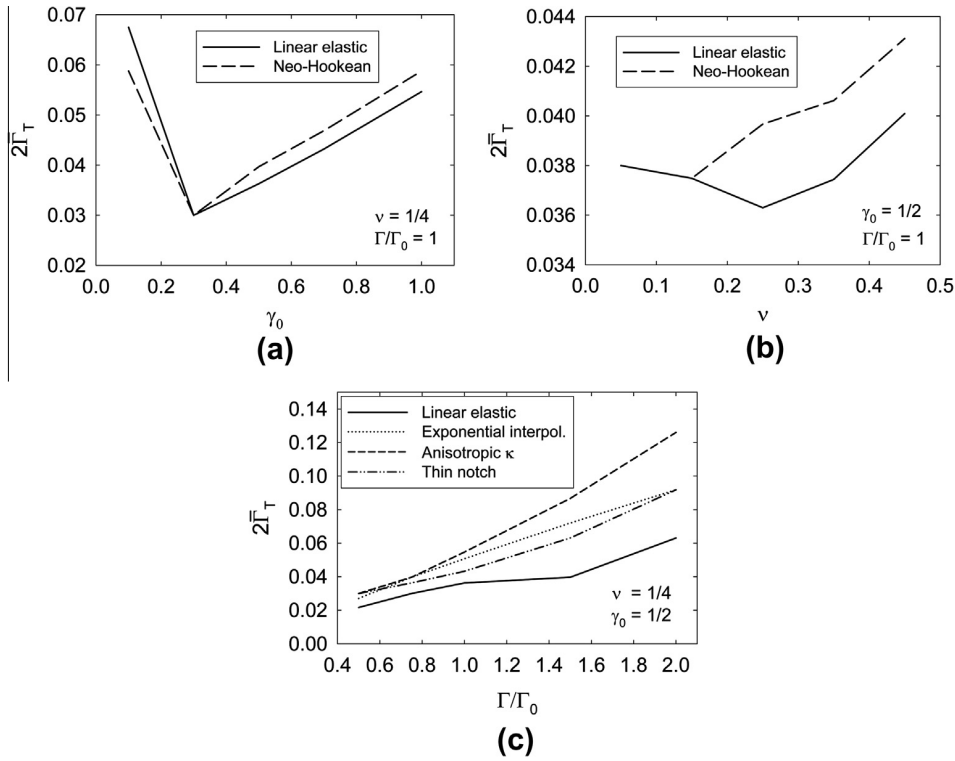 0.07
0.06
0.05
0.04
0.03
0.02
2Γ̿_T
Linear elastic
Neo-Hookean
ν = 1/4
Γ/Γ₀ = 1
0.0 0.2 0.4 0.6 0.8 1.0
γ₀
(a)
0.044
0.042
0.040
0.038
0.036
0.034
2Γ̿_T
Linear elastic
Neo-Hookean
γ₀ = 1/2
Γ/Γ₀ = 1
0.0 0.1 0.2 0.3 0.4 0.5
ν
(b)
0.14
0.12
0.10
0.08
0.06
0.04
0.02
0.00
2Γ̿_T
Linear elastic
Exponential interpol.
Anisotropic κ
Thin notch
ν = 1/4
γ₀ = 1/2
0.4 0.6 0.8 1.0 1.2 1.4 1.6 1.8 2.0
Γ/Γ₀
(c)